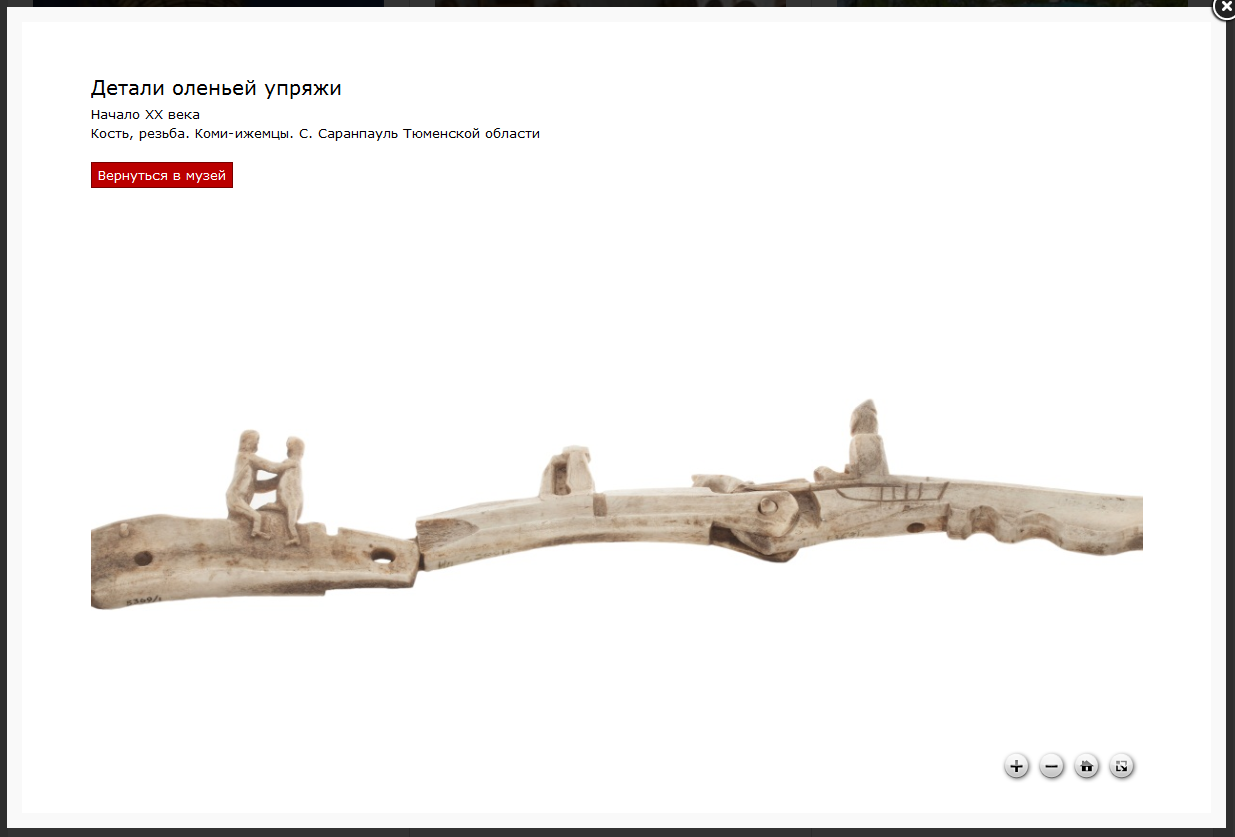 Детали оленьей упряжи
Начало XX века
Кость, резьба. Коми-ижемцы. С. Саранпауль Тюменской области
Вернуться в музей